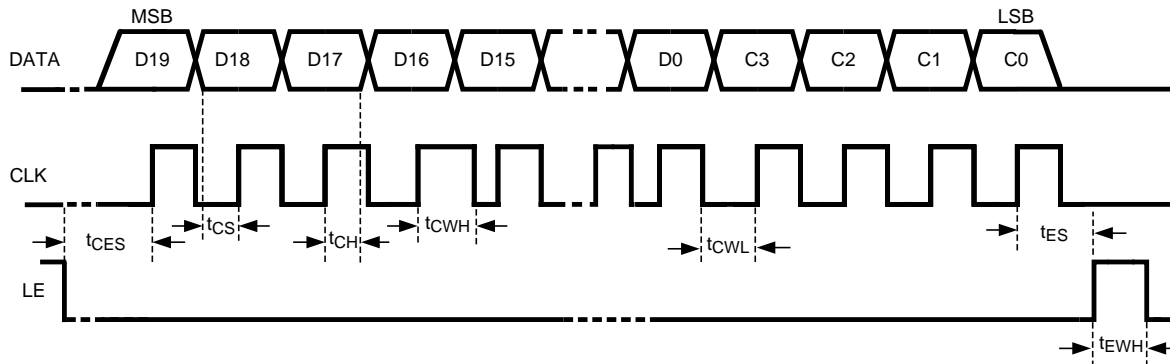 MSB LSB
DATA D19 D18 D17 D16 D15 D0 C3 C2 C1 C0
CLK
tCES tCS tCH tCWH tCWL tES
LE
tEWH